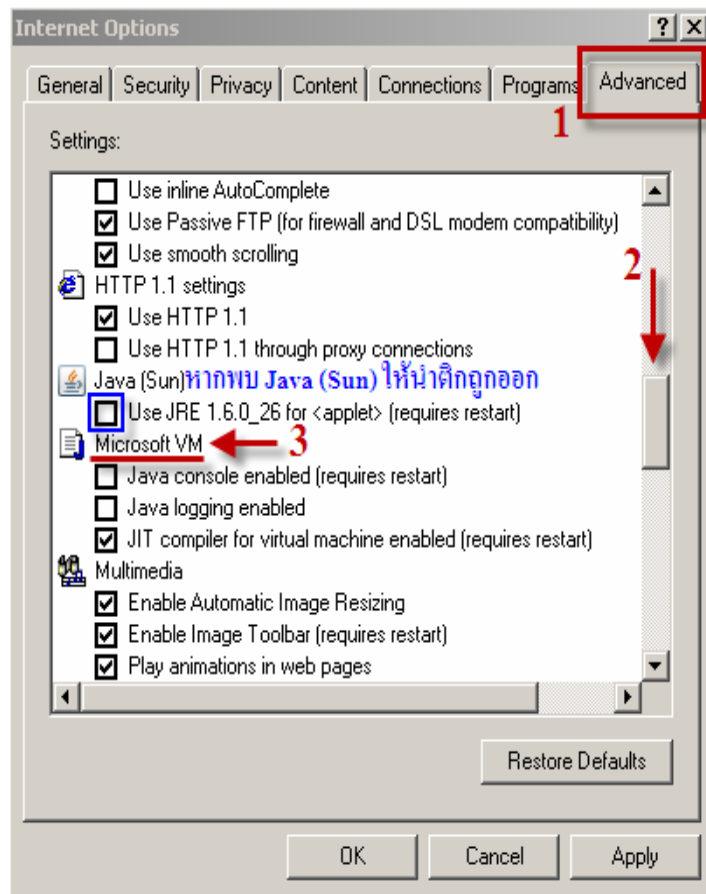 Internet Options
? X
General Security Privacy Content Connections Programs Advanced
1
Settings:
Use inline AutoComplete
Use Passive FTP (for firewall and DSL modem compatibility)
Use smooth scrolling
2
HTTP 1.1 settings
Use HTTP 1.1
Use HTTP 1.1 through proxy connections
Java (Sun)หากพบ Java (Sun) ให้นำติกถูกออก
Use JRE 1.6.0_26 for <applet> (requires restart)
Microsoft VM 3
Java console enabled (requires restart)
Java logging enabled
JIT compiler for virtual machine enabled (requires restart)
Multimedia
Enable Automatic Image Resizing
Enable Image Toolbar (requires restart)
Play animations in web pages
Restore Defaults
OK Cancel Apply